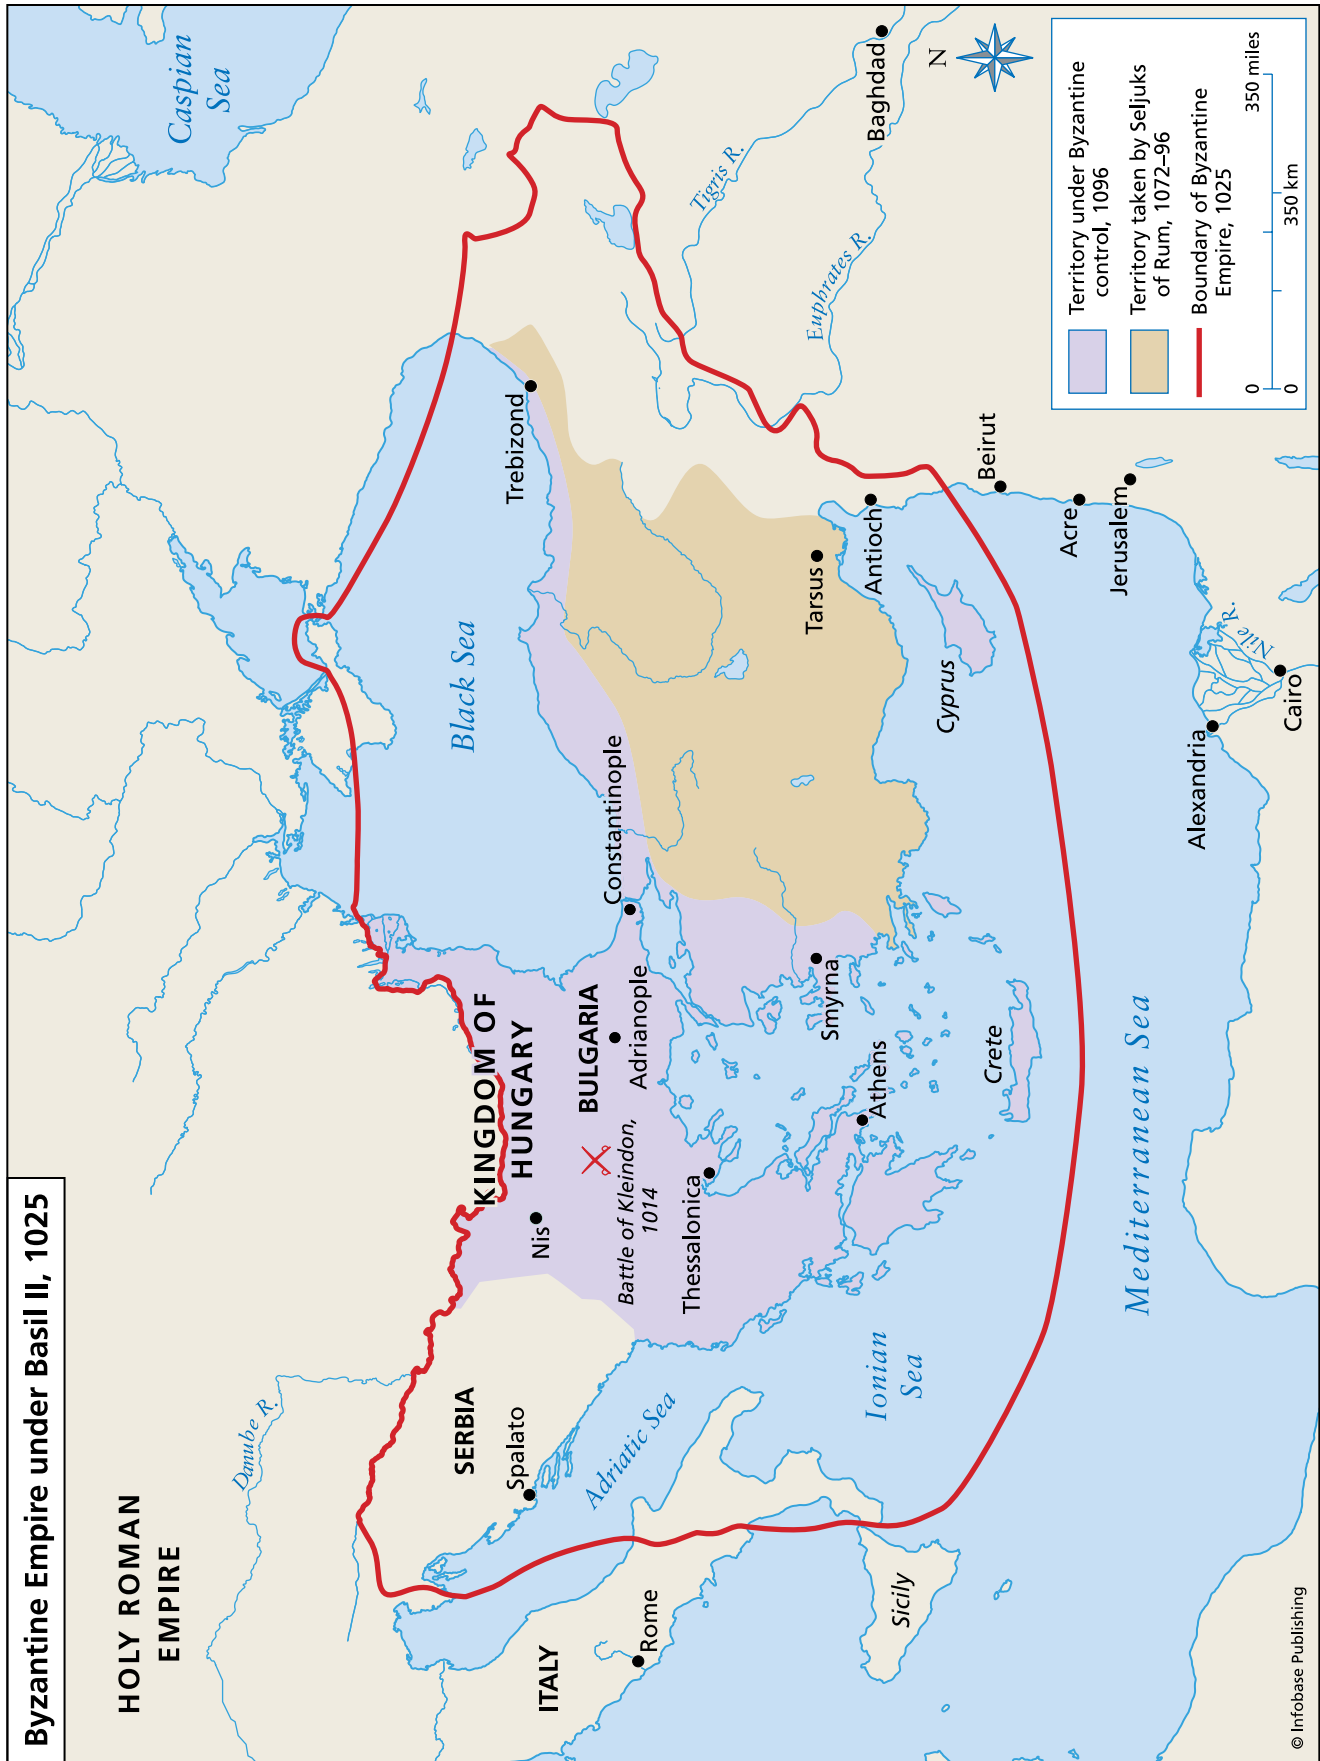 Byzantine Empire under Basil II, 1025
HOLY ROMAN
EMPIRE
Danube R.
Caspian
Sea
KINGDOM OF
HUNGARY
SERBIA
Spalato
Nis
BULGARIA
Battle of Kleindon,
1014
Adrianople
Constantinople
Black Sea
Trebizond
ITALY
Rome
Adriatic Sea
Thessalonica
Ionian
Sea
Athens
Smyrna
Sicily
Crete
Tarsus
Antioch
Cyprus
Tigris R.
Euphrates R.
Baghdad
Beirut
Acre
Jerusalem
Mediterranean Sea
Alexandria
Nile R.
Cairo
N
Territory under Byzantine
control, 1096
Territory taken by Seljuks
of Rum, 1072–96
Boundary of Byzantine
Empire, 1025
0 350 miles
0 350 km
© Infobase Publishing